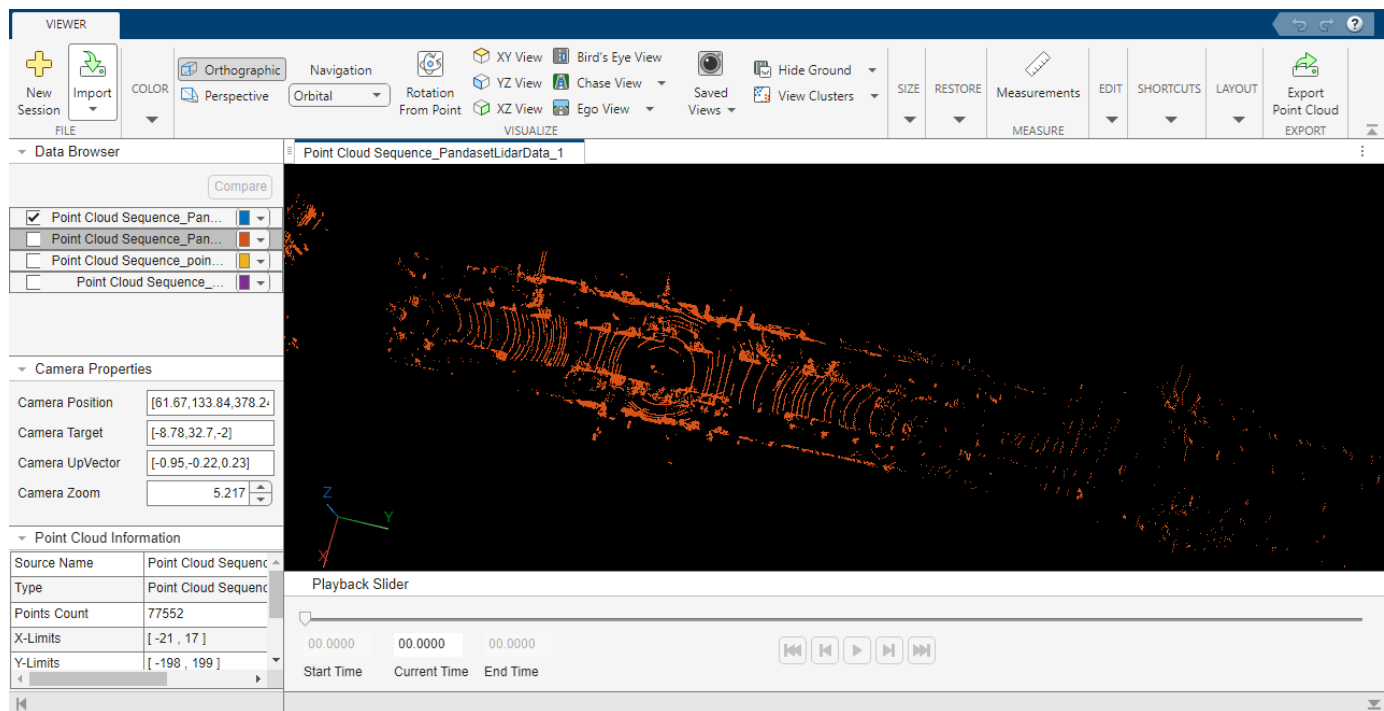 VIEWER
?
New Session
Import
FILE
COLOR
Orthographic
Perspective
Navigation
Orbital
Rotation From Point
XY View
YZ View
XZ View
Bird's Eye View
Chase View
Ego View
Saved Views
Hide Ground
View Clusters
VISUALIZE
SIZE
RESTORE
Measurements
MEASURE
EDIT
SHORTCUTS
LAYOUT
Export Point Cloud
EXPORT
Data Browser
Compare
Point Cloud Sequence_Pan...
Point Cloud Sequence_Pan...
Point Cloud Sequence_poin...
Point Cloud Sequence_...
Camera Properties
Camera Position [61.67,133.84,378.24
Camera Target [-8.78,32.7,-2]
Camera UpVector [-0.95,-0.22,0.23]
Camera Zoom 5.217
Point Cloud Information
Source Name Point Cloud Sequenc
Type Point Cloud Sequenc
Points Count 77552
X-Limits [ -21 , 17 ]
Y-Limits [ -198 , 199 ]
Point Cloud Sequence_PandasetLidarData_1
Z
Y
X
Playback Slider
00.0000 00.0000 00.0000
Start Time Current Time End Time